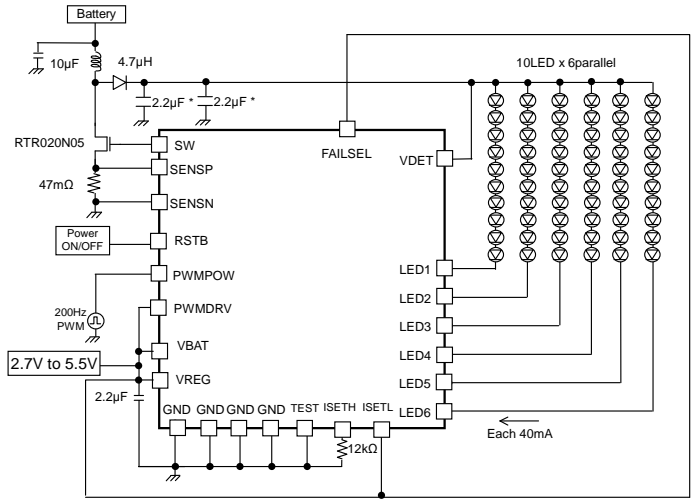 Battery
10µF
4.7µH
2.2µF *
2.2µF *
10LED x 6parallel
RTR020N05
47mΩ
SW
SENSP
SENSN
FAILSEL
VDET
Power
ON/OFF
RSTB
PWMPOW
200Hz
PWM
PWMDRV
VBAT
2.7V to 5.5V
VREG
2.2µF
LED1
LED2
LED3
LED4
LED5
LED6
GND
GND
GND
GND
TEST
ISETH
ISETL
12kΩ
Each 40mA